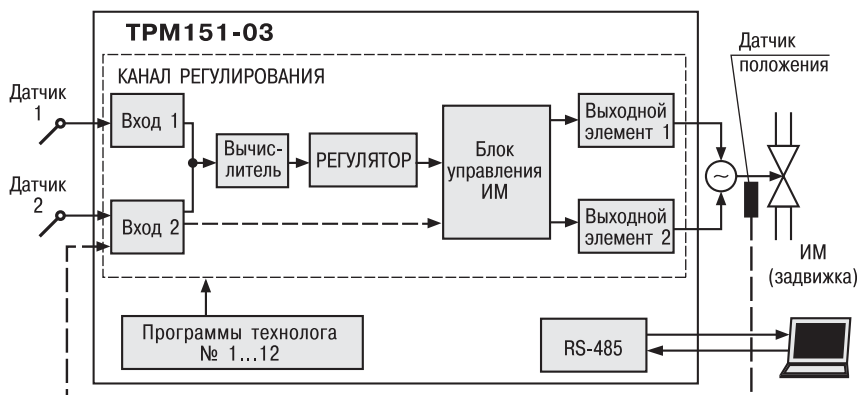 ТРМ151-03
КАНАЛ РЕГУЛИРОВАНИЯ
Датчик
1
Вход 1
Датчик
2
Вход 2
Вычис-
литель
РЕГУЛЯТОР
Блок
управления
ИМ
Выходной
элемент 1
Выходной
элемент 2
Датчик
положения
~
ИМ
(задвижка)
Программы технолога
№ 1...12
RS-485